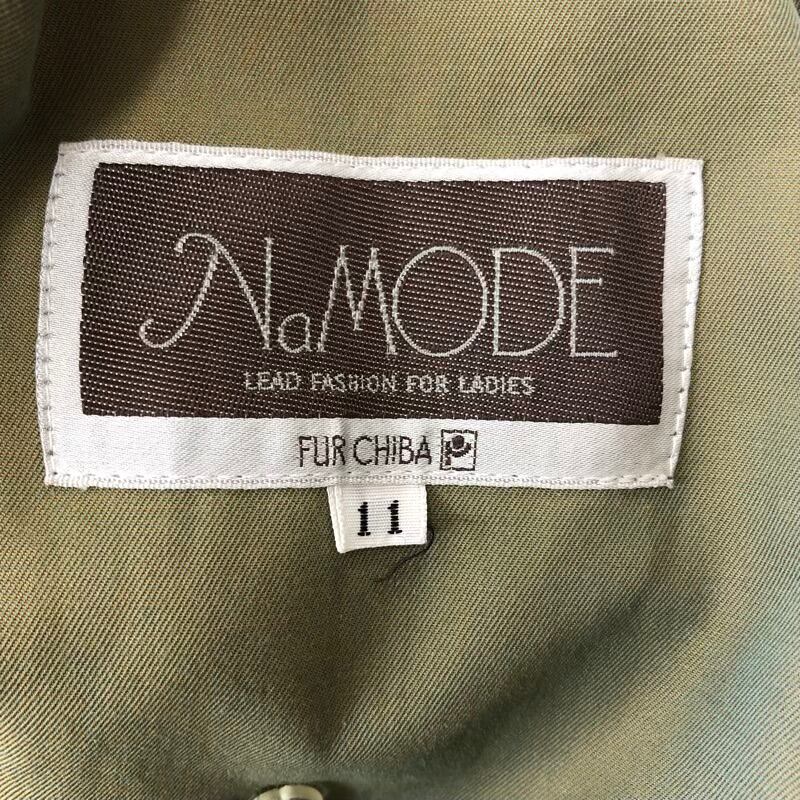 NaMODE
LEAD FASHION FOR LADIES
FUR CHIBA
11